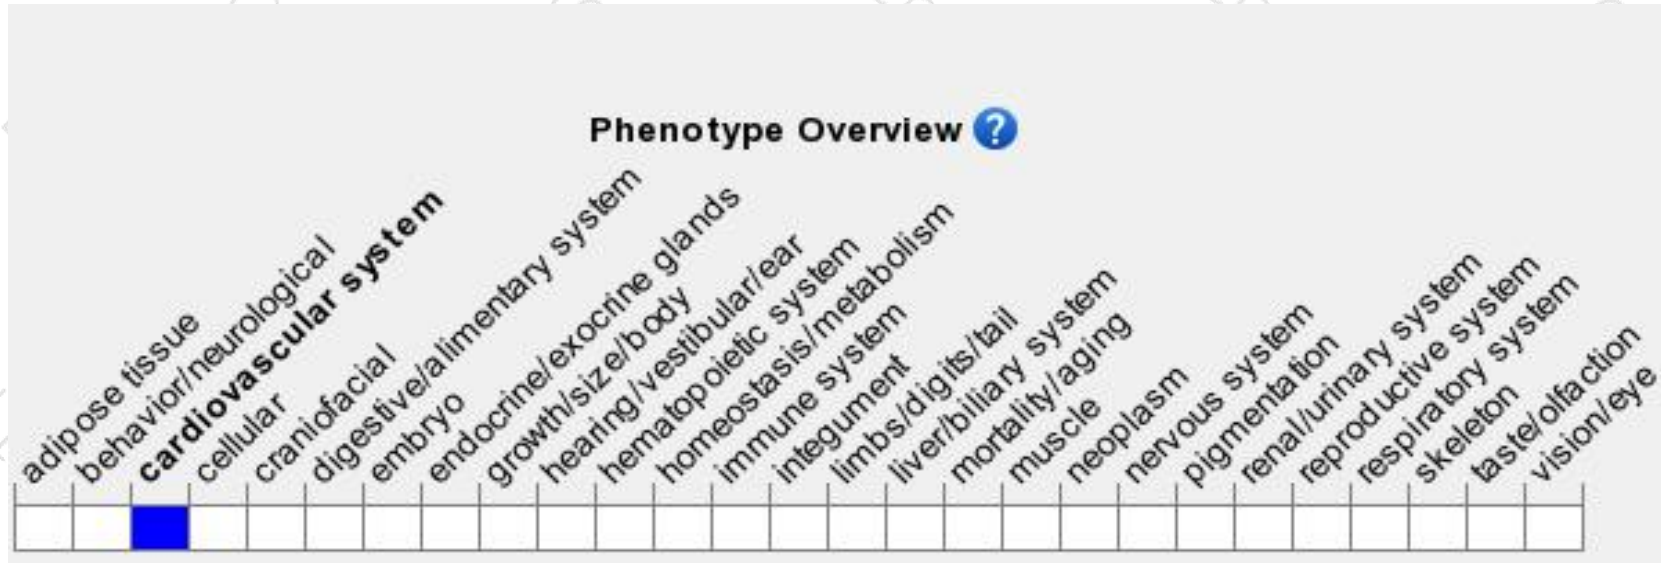 Phenotype Overview ?
adipose tissue
behavior/neurological
cardiovascular system
cellular
craniofacial
digestive/alimentary system
embryo
endocrine/exocrine glands
growth/size/body
hearing/vestibular/ear
hematopoietic system
homeostasis/metabolism
immune system
integument
limbs/digits/tail
liver/biliary system
mortality/aging
muscle
neoplasm
nervous system
pigmentation
renal/urinary system
reproductive system
respiratory system
skeleton
taste/olfaction
vision/eye